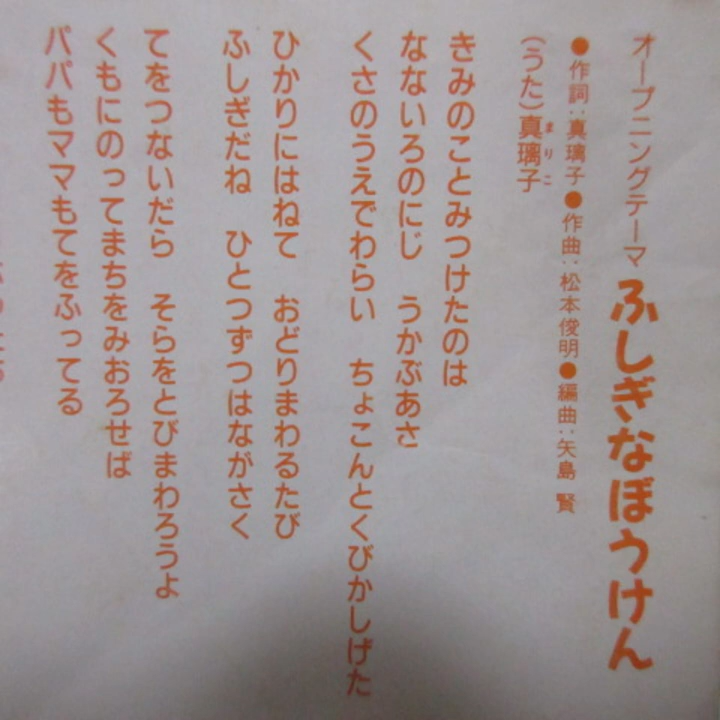 オープニングテーマ ふしぎなぼうけん
●作詞:真璃子●作曲:松本俊明●編曲:矢島 賢
(うた)真璃子
まりこ
きみのことみつけたのは
なないろのにじ うかぶあさ
くさのうえでわらい ちょこんとくびかしげた
ひかりにはねて おどりまわるたび
ふしぎだね ひとつずつはながさく
てをつないだら そらをとびまわろうよ
くもにのってまちをみおろせば
パパもママもてをふってる